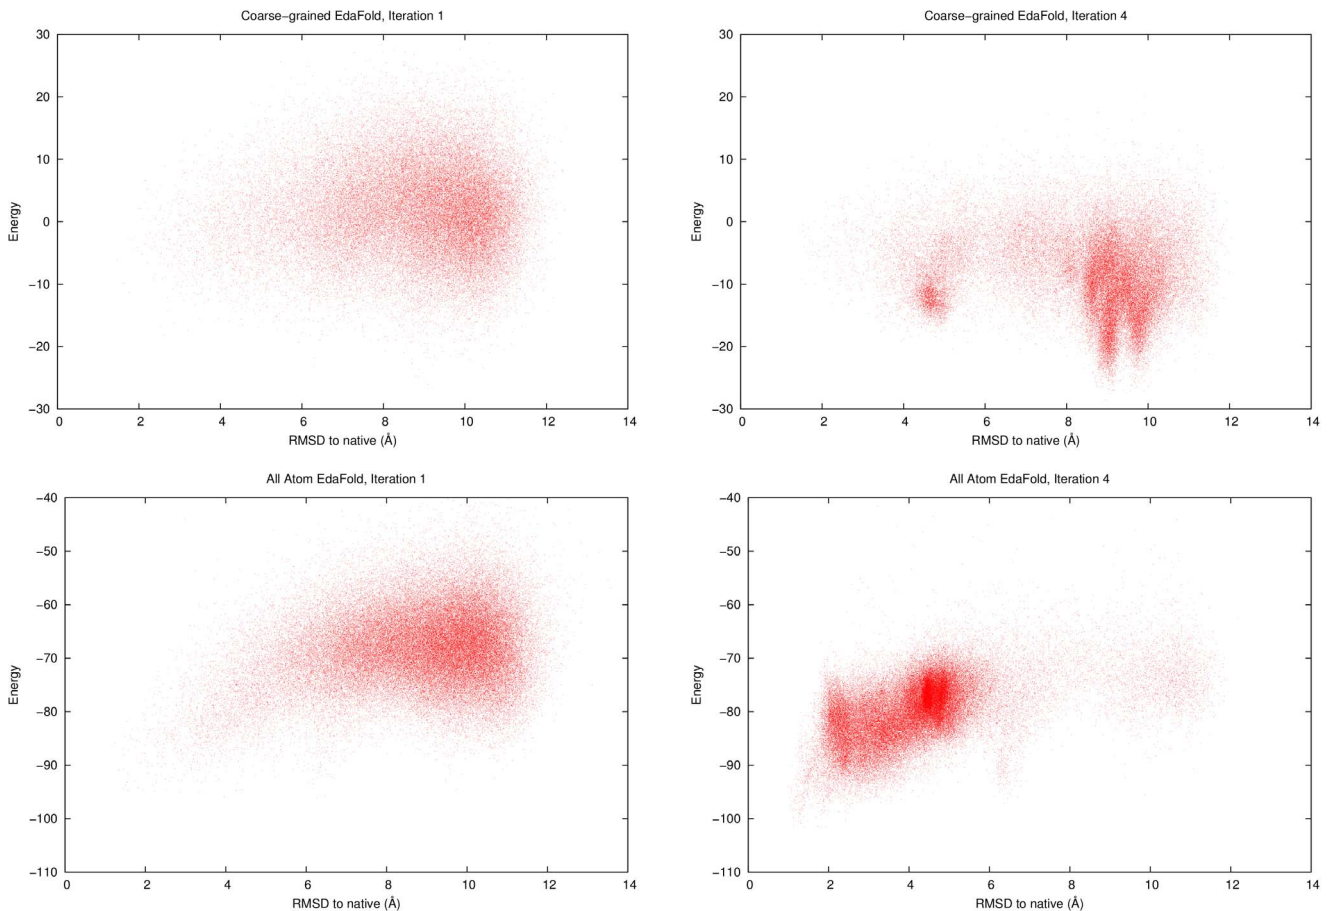 Coarse−grained EdaFold, Iteration 1
30
20
10
0
−10
−20
−30
Energy
0 2 4 6 8 10 12 14
RMSD to native (Å)
Coarse−grained EdaFold, Iteration 4
30
20
10
0
−10
−20
−30
Energy
0 2 4 6 8 10 12 14
RMSD to native (Å)
All Atom EdaFold, Iteration 1
−40
−50
−60
−70
−80
−90
−100
−110
Energy
0 2 4 6 8 10 12 14
RMSD to native (Å)
All Atom EdaFold, Iteration 4
−40
−50
−60
−70
−80
−90
−100
−110
Energy
0 2 4 6 8 10 12 14
RMSD to native (Å)